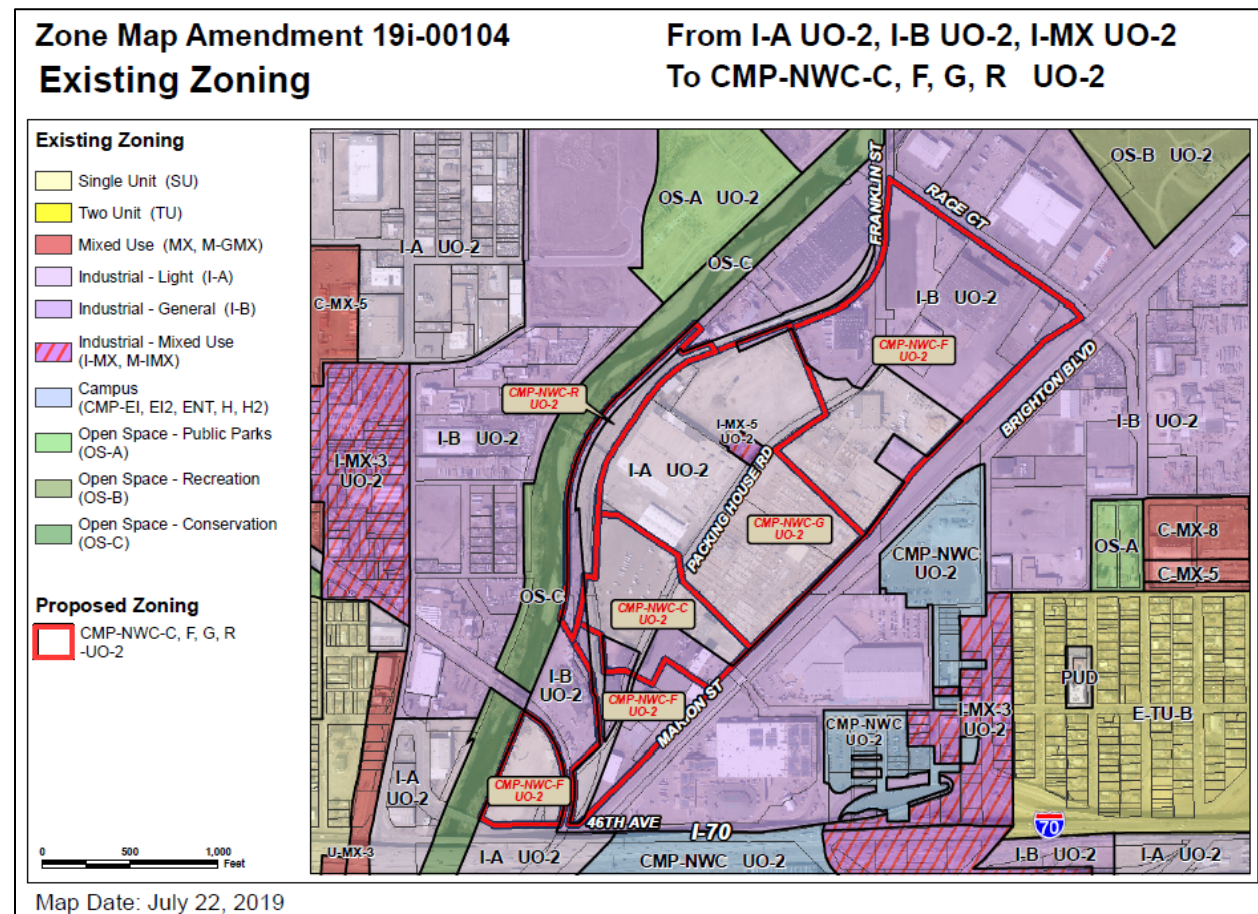 Zone Map Amendment 19i-00104
Existing Zoning
From I-A UO-2, I-B UO-2, I-MX UO-2
To CMP-NWC-C, F, G, R UO-2
Existing Zoning
Single Unit (SU)
Two Unit (TU)
Mixed Use (MX, M-GMX)
Industrial - Light (I-A)
Industrial - General (I-B)
Industrial - Mixed Use
(I-MX, M-IMX)
Campus
(CMP-EI, EI2, ENT, H, H2)
Open Space - Public Parks
(OS-A)
Open Space - Recreation
(OS-B)
Open Space - Conservation
(OS-C)
Proposed Zoning
CMP-NWC-C, F, G, R
-UO-2
0 500 1,000
Feet
OS-B UO-2
FRANKLIN ST
RACE CT
OS-A UO-2
I-A UO-2
OS-C
C-MX-5
I-B UO-2
CMP-NWC-F
UO-2
BRIGHTON BLVD
CMP-NWC-R
UO-2
I-MX-5
UO-2
I-B UO-2
I-B UO-2
I-MX-3
UO-2
I-A UO-2
PACKING HOUSE RD
CMP-NWC-G
UO-2
CMP-NWC
UO-2
OS-A
C-MX-8
C-MX-5
OS-C
CMP-NWC-C
UO-2
I-B
UO-2
CMP-NWC-F
UO-2
MARION ST
PUD
I-MX-3
UO-2
E-TU-B
CMP-NWC
UO-2
I-A
UO-2
CMP-NWC-F
UO-2
46TH AVE
I-70
70
U-MX-3
I-A UO-2
CMP-NWC UO-2
I-B UO-2
I-A UO-2
Map Date: July 22, 2019